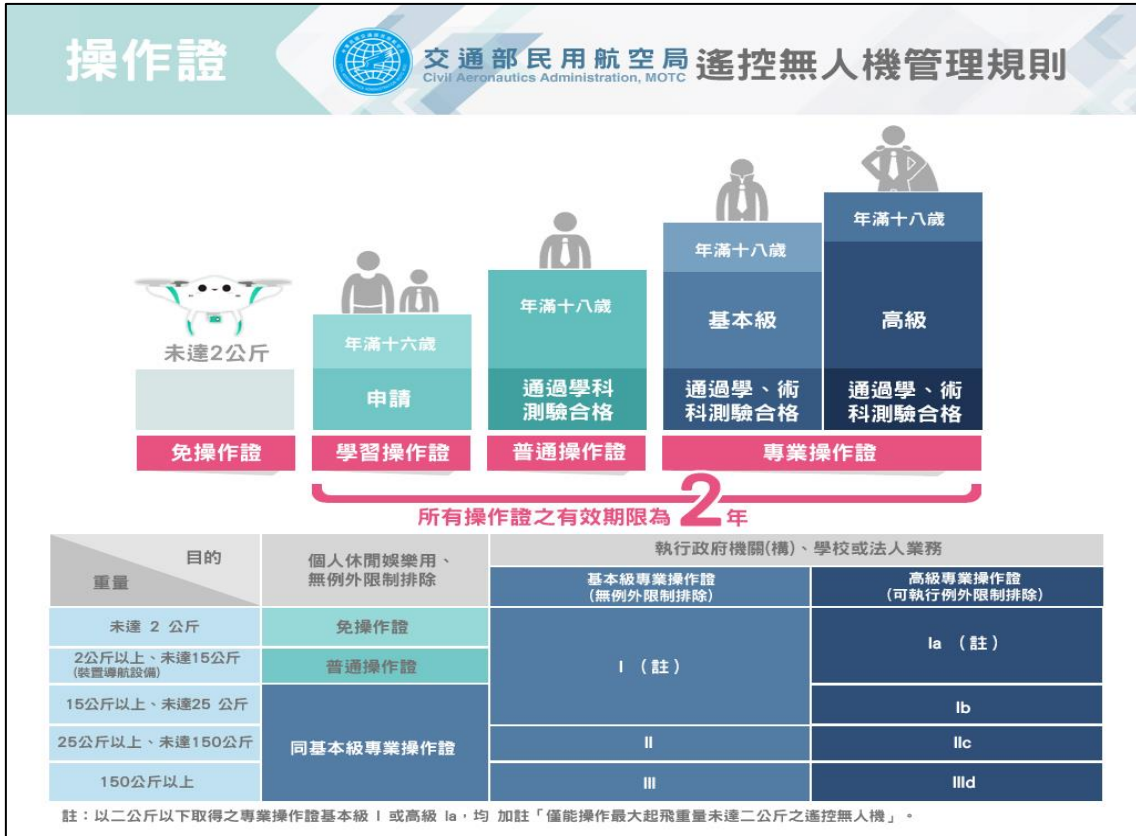 操作證
交通部民用航空局
Civil Aeronautics Administration, MOTC
遙控無人機管理規則
未達2公斤
免操作證
年滿十六歲
申請
學習操作證
年滿十八歲
通過學科
測驗合格
普通操作證
年滿十八歲
基本級
通過學、術
科測驗合格
年滿十八歲
高級
通過學、術
科測驗合格
專業操作證
所有操作證之有效期限為2年
目的
重量
個人休閒娛樂用、
無例外限制排除
執行政府機關(構)、學校或法人業務
基本級專業操作證
(無例外限制排除)
高級專業操作證
(可執行例外限制排除)
未達 2 公斤
免操作證
I (註)
Ia (註)
2公斤以上、未達15公斤
(裝置導航設備)
普通操作證
15公斤以上、未達25 公斤
同基本級專業操作證
Ib
25公斤以上、未達150公斤
II
IIc
150公斤以上
III
IIId
註：以二公斤以下取得之專業操作證基本級 I 或高級 Ia，均 加註「僅能操作最大起飛重量未達二公斤之遙控無人機」。